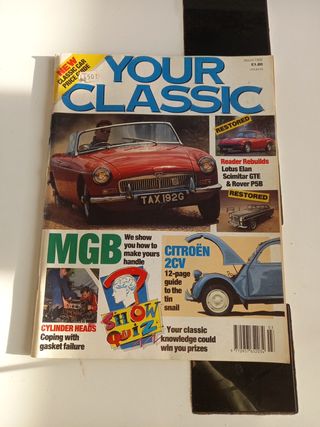 NEW
CLASSIC CAR
PRICE GUIDE
YOUR
CLASSIC
£1.80
RESTORED
Reader Rebuilds
Lotus Elan
Scimitar GTE
& Rover P5B
RESTORED
TAX 192G
MGB
We show
you how to
make yours
handle
CITROËN
2CV
12-page
guide to
the tin
snail
CYLINDER HEADS
Coping with
gasket failure
SHOW
QUIZ
Your classic
knowledge could
win you prizes